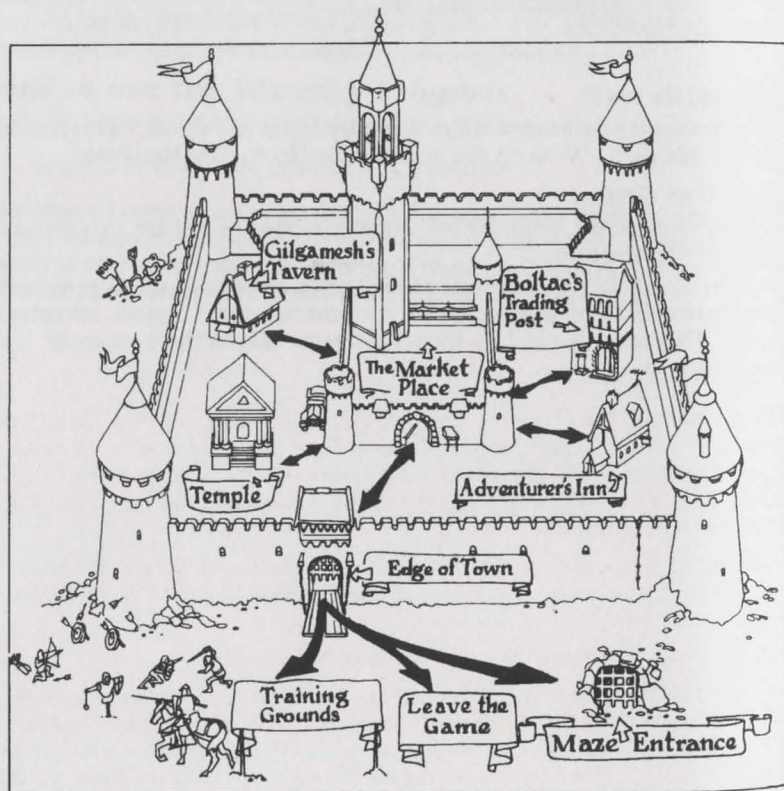 Gilgamesh's
Tavern
Boltac's
Trading
Post
The Market
Place
Temple
Adventurer's Inn
Edge of Town
Training
Grounds
Leave the
Game
Maze Entrance